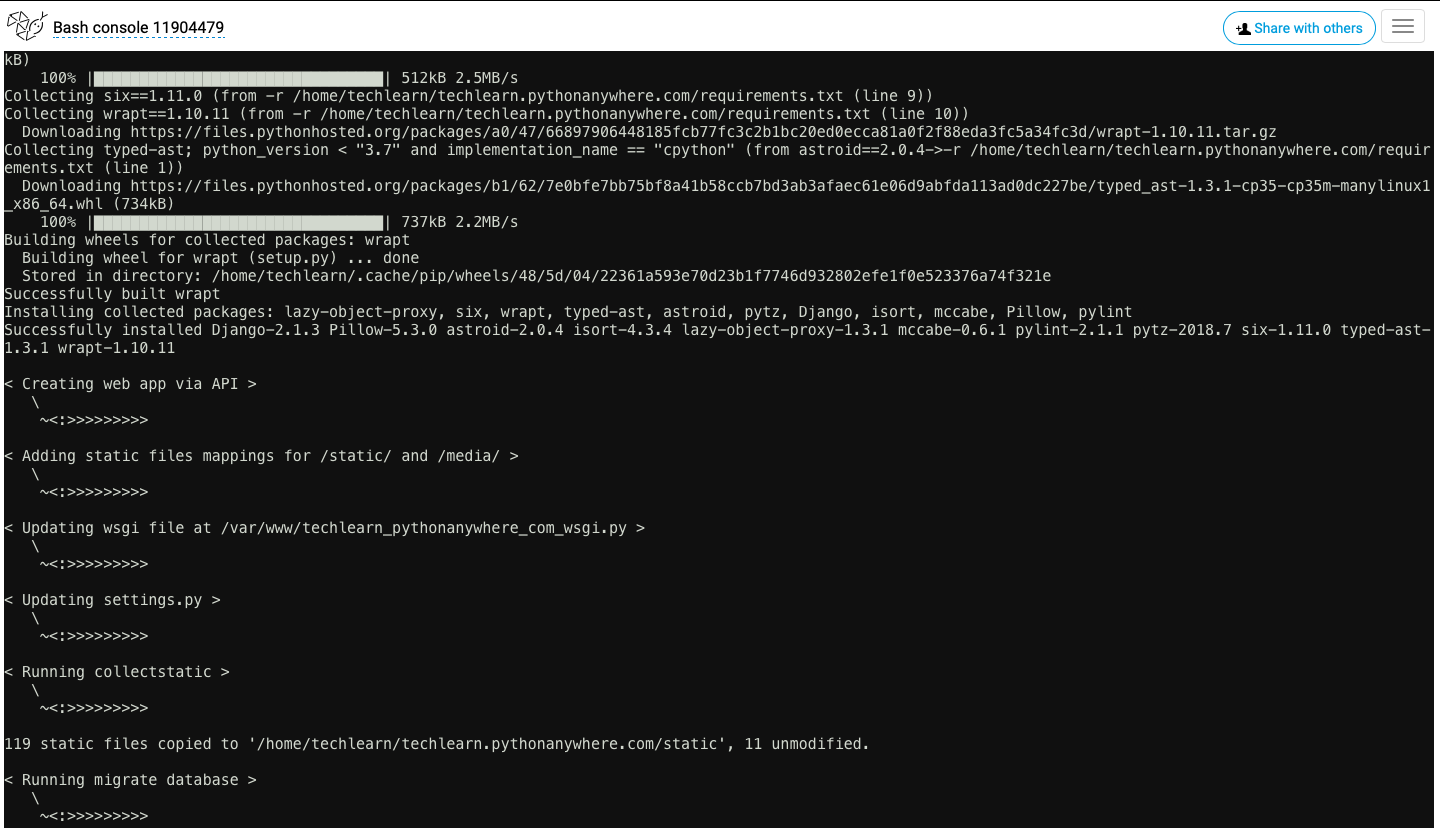 Bash console 11904479
Share with others
kB)
    100% |████████████████████████████████| 512kB 2.5MB/s
Collecting six==1.11.0 (from -r /home/techlearn/techlearn.pythonanywhere.com/requirements.txt (line 9))
Collecting wrapt==1.10.11 (from -r /home/techlearn/techlearn.pythonanywhere.com/requirements.txt (line 10))
  Downloading https://files.pythonhosted.org/packages/a0/47/66897906448185fcb77fc3c2b1bc20ed0ecca81a0f2f88eda3fc5a34fc3d/wrapt-1.10.11.tar.gz
Collecting typed-ast; python_version < "3.7" and implementation_name == "cpython" (from astroid==2.0.4->-r /home/techlearn/techlearn.pythonanywhere.com/requir
ements.txt (line 1))
  Downloading https://files.pythonhosted.org/packages/b1/62/7e0bfe7bb75bf8a41b58ccb7bd3ab3afaec61e06d9abfda113ad0dc227be/typed_ast-1.3.1-cp35-cp35m-manylinux1
_x86_64.whl (734kB)
    100% |████████████████████████████████| 737kB 2.2MB/s
Building wheels for collected packages: wrapt
  Building wheel for wrapt (setup.py) ... done
  Stored in directory: /home/techlearn/.cache/pip/wheels/48/5d/04/22361a593e70d23b1f7746d932802efe1f0e523376a74f321e
Successfully built wrapt
Installing collected packages: lazy-object-proxy, six, wrapt, typed-ast, astroid, pytz, Django, isort, mccabe, Pillow, pylint
Successfully installed Django-2.1.3 Pillow-5.3.0 astroid-2.0.4 isort-4.3.4 lazy-object-proxy-1.3.1 mccabe-0.6.1 pylint-2.1.1 pytz-2018.7 six-1.11.0 typed-ast-
1.3.1 wrapt-1.10.11
< Creating web app via API >
   \
    ~<:>>>>>>>>>
< Adding static files mappings for /static/ and /media/ >
   \
    ~<:>>>>>>>>>
< Updating wsgi file at /var/www/techlearn_pythonanywhere_com_wsgi.py >
   \
    ~<:>>>>>>>>>
< Updating settings.py >
   \
    ~<:>>>>>>>>>
< Running collectstatic >
   \
    ~<:>>>>>>>>>
119 static files copied to '/home/techlearn/techlearn.pythonanywhere.com/static', 11 unmodified.
< Running migrate database >
   \
    ~<:>>>>>>>>>